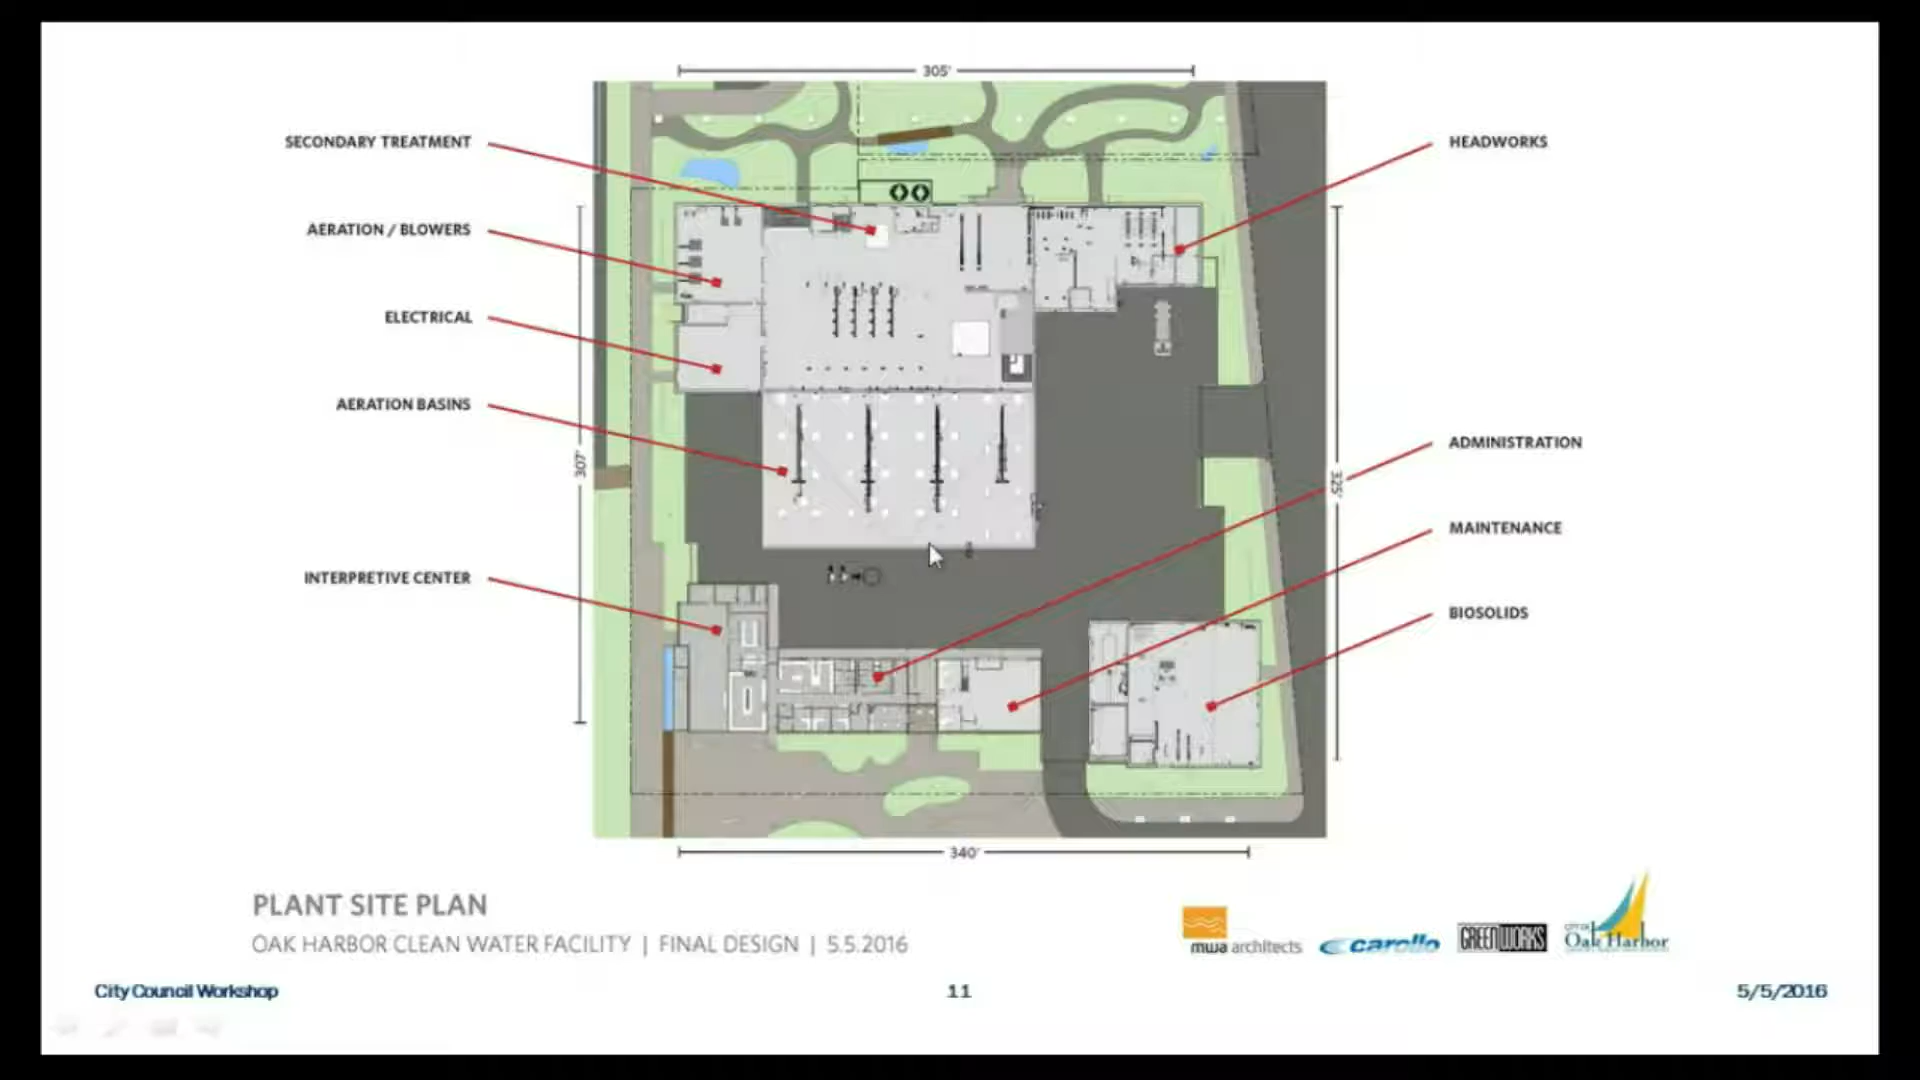 305'
SECONDARY TREATMENT
HEADWORKS
AERATION / BLOWERS
ELECTRICAL
AERATION BASINS
ADMINISTRATION
307'
325'
MAINTENANCE
INTERPRETIVE CENTER
BIOSOLIDS
340'
PLANT SITE PLAN
OAK HARBOR CLEAN WATER FACILITY | FINAL DESIGN | 5.5.2016
mwa architects
carollo
GREENWORKS
CITY OF
Oak Harbor
City Council Workshop
11
5/5/2016